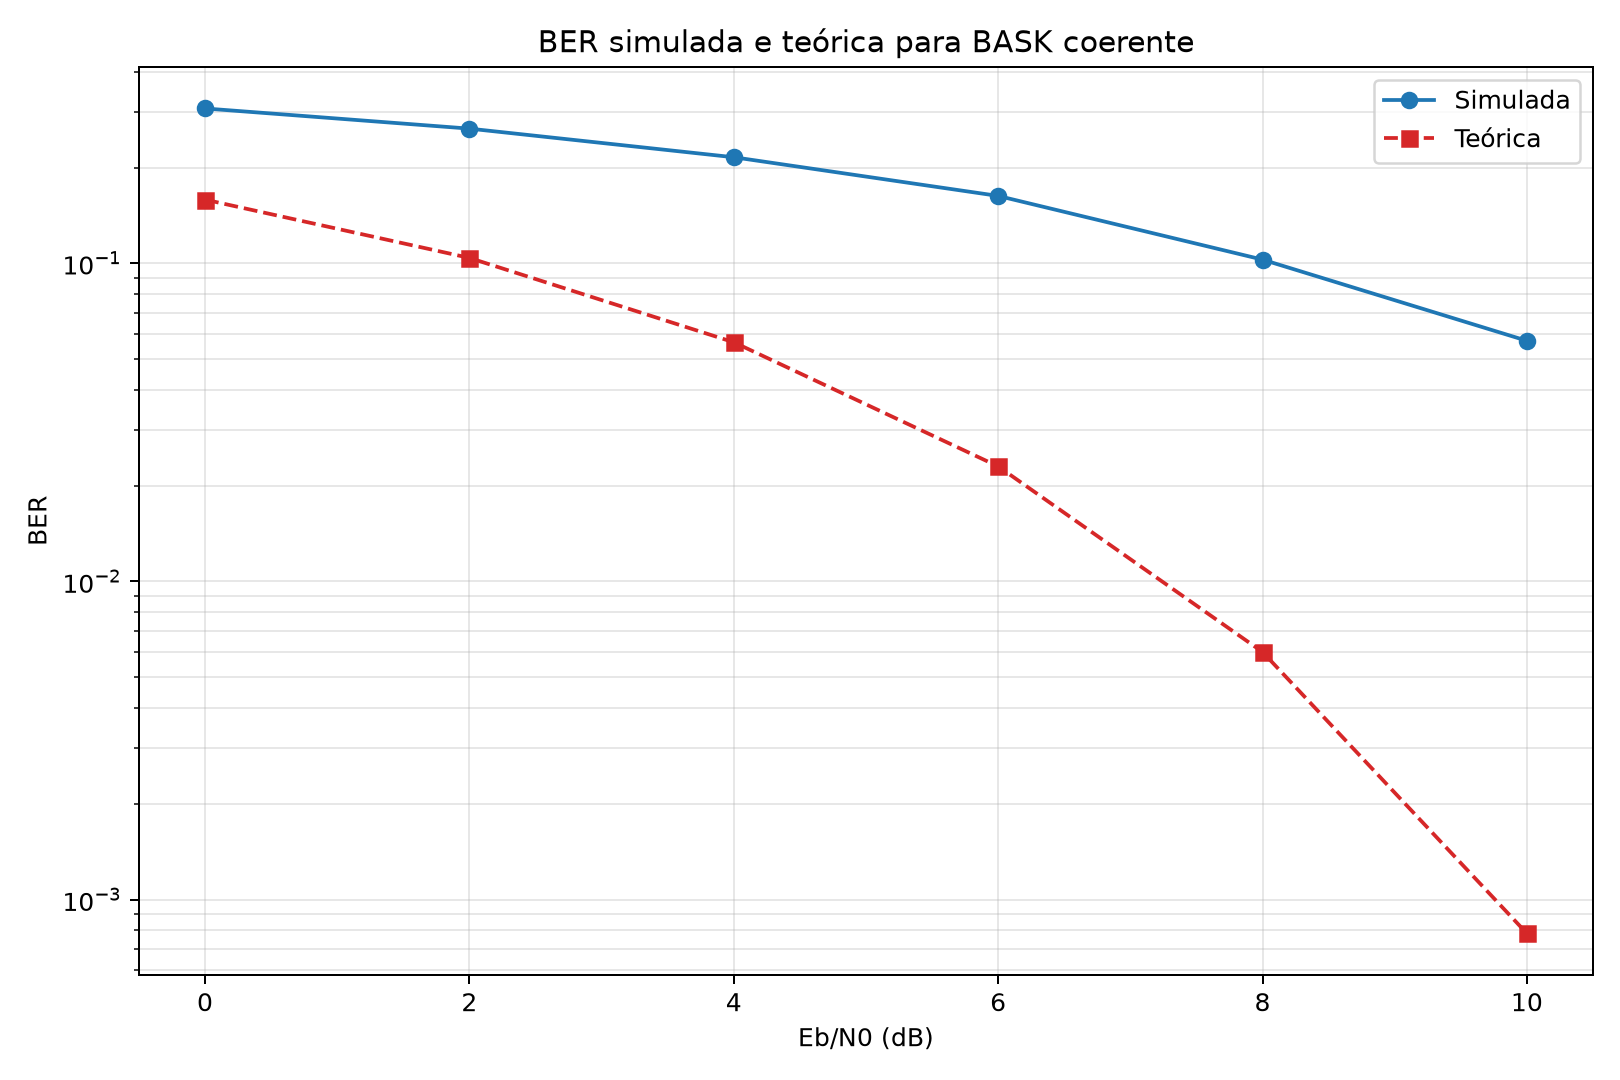 BER simulada e teórica para BASK coerente
Simulada
Teórica
BER
10⁻¹
10⁻²
10⁻³
0 2 4 6 8 10
Eb/N0 (dB)